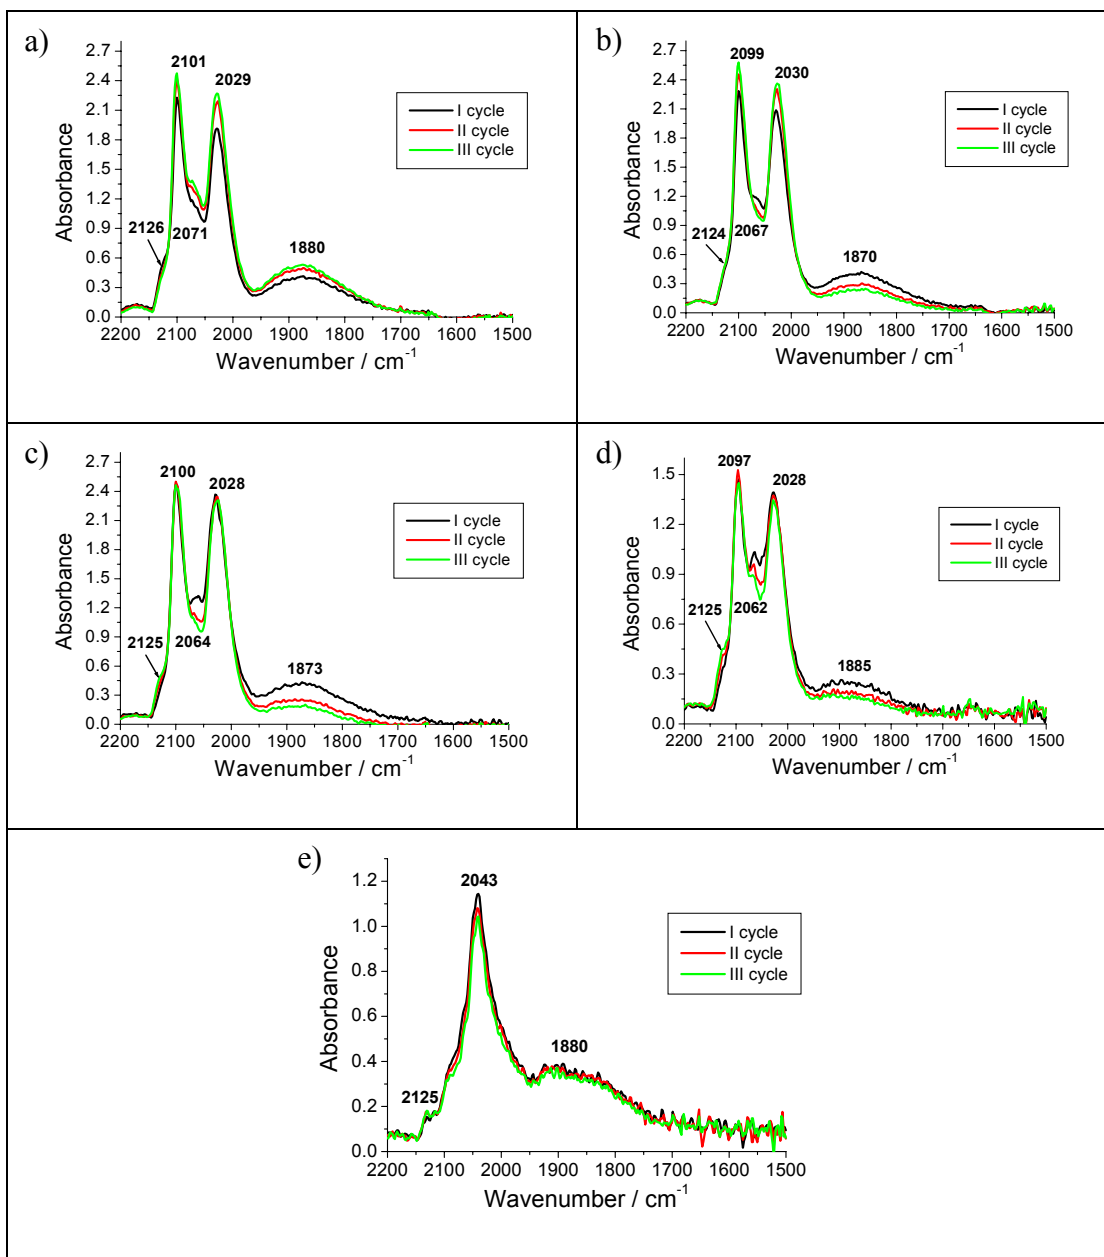 a)
2.7
2.4
2.1
1.8
1.5
1.2
0.9
0.6
0.3
0.0
Absorbance
2101
2029
2126
2071
1880
I cycle
II cycle
III cycle
2200 2100 2000 1900 1800 1700 1600 1500
Wavenumber / cm-1
b)
2.7
2.4
2.1
1.8
1.5
1.2
0.9
0.6
0.3
0.0
Absorbance
2099
2030
2124
2067
1870
I cycle
II cycle
III cycle
2200 2100 2000 1900 1800 1700 1600 1500
Wavenumber / cm-1
c)
2.7
2.4
2.1
1.8
1.5
1.2
0.9
0.6
0.3
0.0
Absorbance
2100
2028
2125
2064
1873
I cycle
II cycle
III cycle
2200 2100 2000 1900 1800 1700 1600 1500
Wavenumber / cm-1
d)
1.5
1.2
0.9
0.6
0.3
0.0
Absorbance
2097
2028
2125
2062
1885
I cycle
II cycle
III cycle
2200 2100 2000 1900 1800 1700 1600 1500
Wavenumber / cm-1
e)
1.2
1.0
0.8
0.6
0.4
0.2
0.0
Absorbance
2043
1880
2125
I cycle
II cycle
III cycle
2200 2100 2000 1900 1800 1700 1600 1500
Wavenumber / cm-1